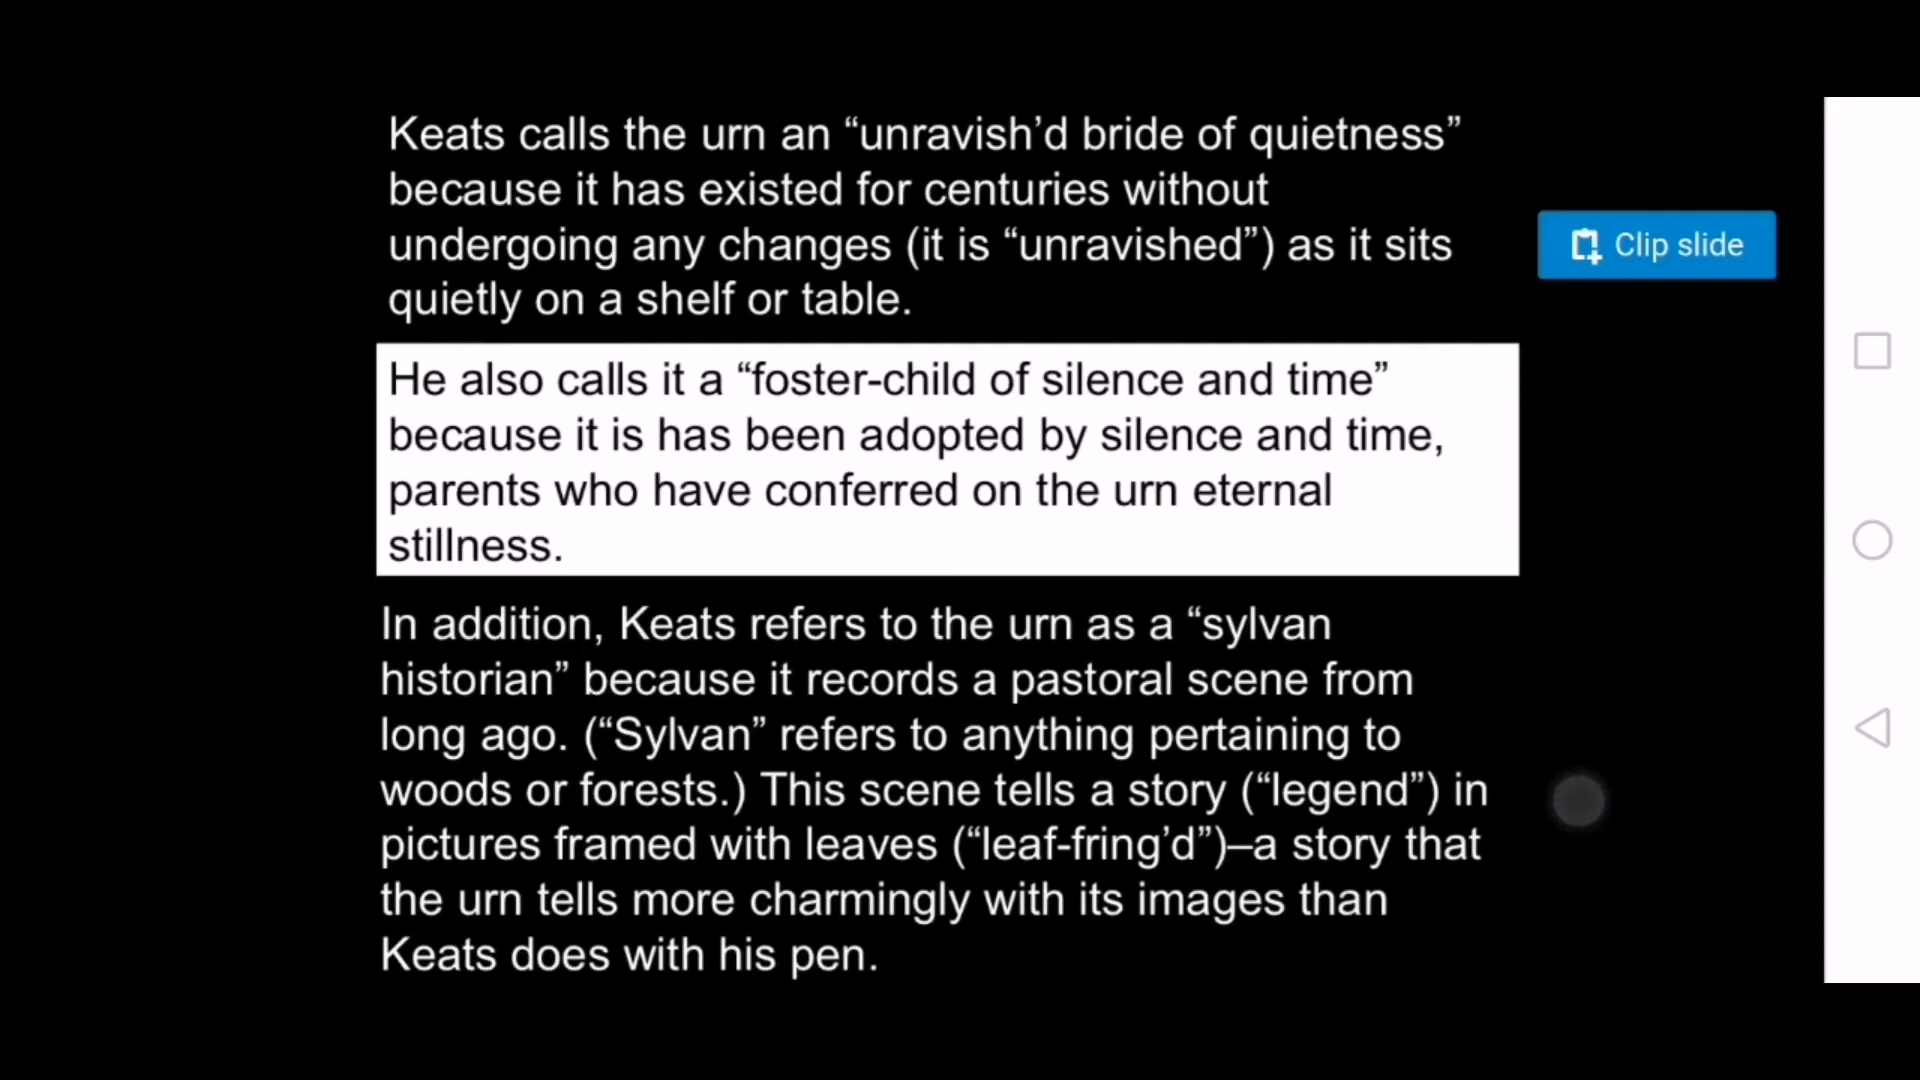 Keats calls the urn an “unravish’d bride of quietness”
because it has existed for centuries without
undergoing any changes (it is “unravished”) as it sits
quietly on a shelf or table.
Clip slide
He also calls it a “foster-child of silence and time”
because it is has been adopted by silence and time,
parents who have conferred on the urn eternal
stillness.
In addition, Keats refers to the urn as a “sylvan
historian” because it records a pastoral scene from
long ago. (“Sylvan” refers to anything pertaining to
woods or forests.) This scene tells a story (“legend”) in
pictures framed with leaves (“leaf-fring’d”)–a story that
the urn tells more charmingly with its images than
Keats does with his pen.